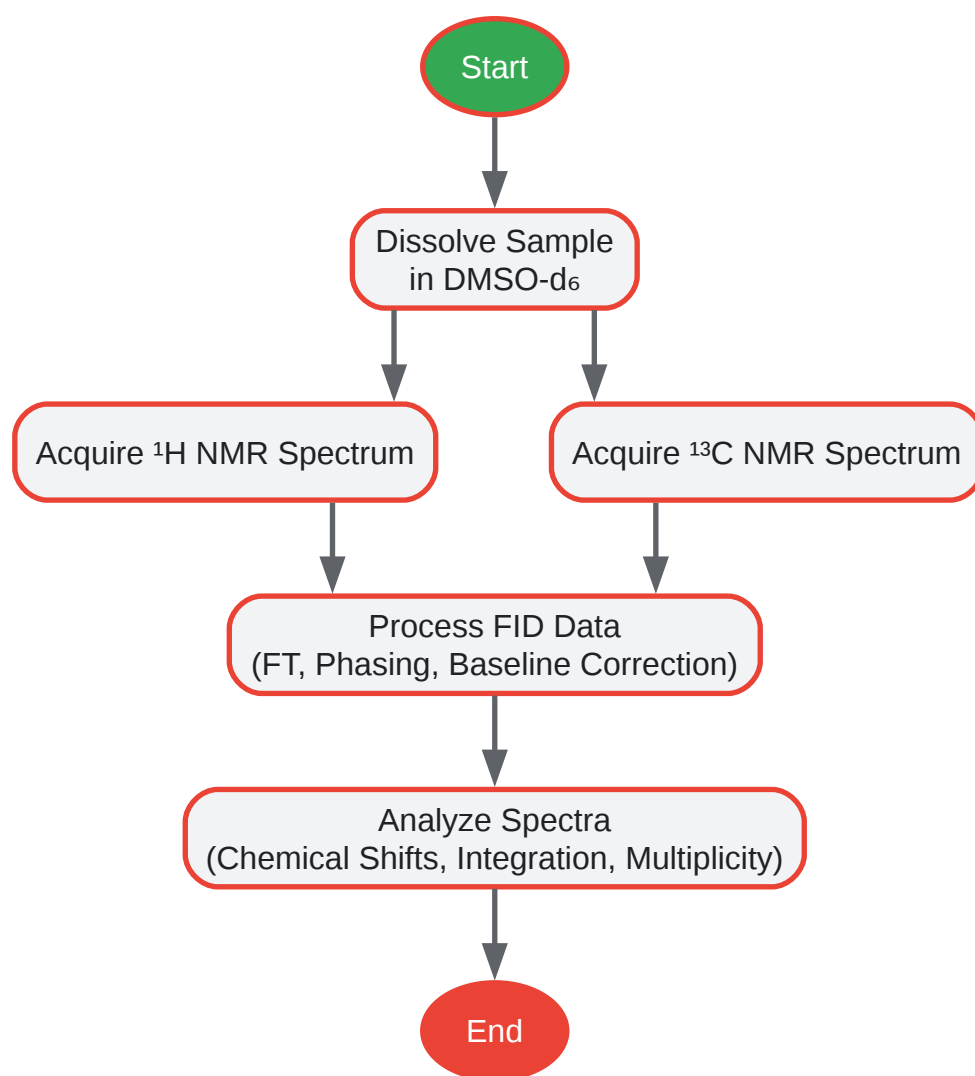 Start
Dissolve Sample
in DMSO-d₆
Acquire ¹H NMR Spectrum
Acquire ¹³C NMR Spectrum
Process FID Data
(FT, Phasing, Baseline Correction)
Analyze Spectra
(Chemical Shifts, Integration, Multiplicity)
End